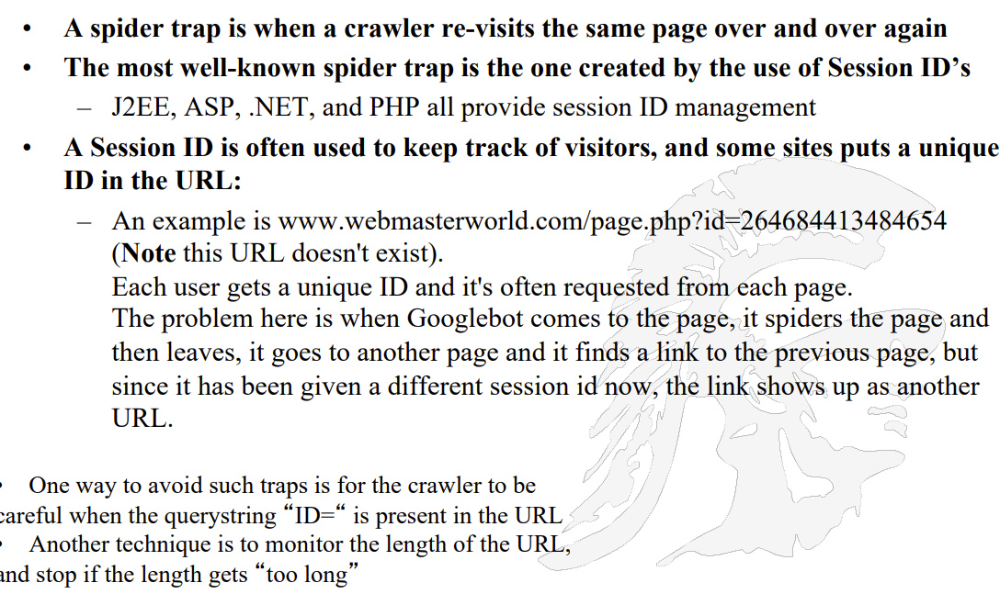 • A spider trap is when a crawler re-visits the same page over and over again
• The most well-known spider trap is the one created by the use of Session ID’s
– J2EE, ASP, .NET, and PHP all provide session ID management
• A Session ID is often used to keep track of visitors, and some sites puts a unique
ID in the URL:
– An example is www.webmasterworld.com/page.php?id=264684413484654
(Note this URL doesn't exist).
Each user gets a unique ID and it's often requested from each page.
The problem here is when Googlebot comes to the page, it spiders the page and
then leaves, it goes to another page and it finds a link to the previous page, but
since it has been given a different session id now, the link shows up as another
URL.
• One way to avoid such traps is for the crawler to be
careful when the querystring “ID=“ is present in the URL
• Another technique is to monitor the length of the URL,
and stop if the length gets “too long”